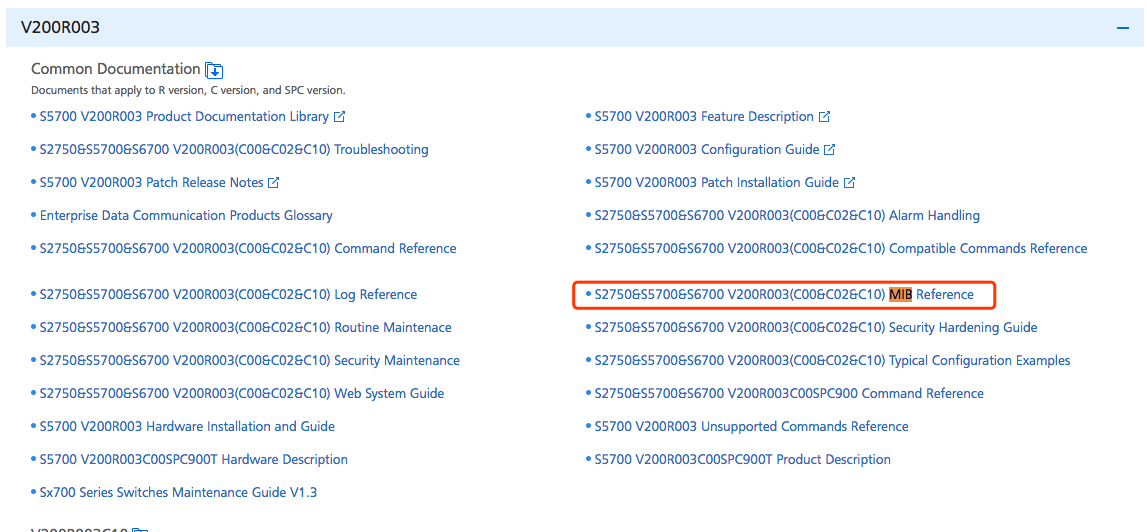 V200R003
Common Documentation
Documents that apply to R version, C version, and SPC version.
S5700 V200R003 Product Documentation Library
S5700 V200R003 Feature Description
S2750&S5700&S6700 V200R003(C00&C02&C10) Troubleshooting
S5700 V200R003 Configuration Guide
S5700 V200R003 Patch Release Notes
S5700 V200R003 Patch Installation Guide
Enterprise Data Communication Products Glossary
S2750&S5700&S6700 V200R003(C00&C02&C10) Alarm Handling
S2750&S5700&S6700 V200R003(C00&C02&C10) Command Reference
S2750&S5700&S6700 V200R003(C00&C02&C10) Compatible Commands Reference
S2750&S5700&S6700 V200R003(C00&C02&C10) Log Reference
S2750&S5700&S6700 V200R003(C00&C02&C10) MIB Reference
S2750&S5700&S6700 V200R003(C00&C02&C10) Routine Maintenace
S2750&S5700&S6700 V200R003(C00&C02&C10) Security Hardening Guide
S2750&S5700&S6700 V200R003(C00&C02&C10) Security Maintenance
S2750&S5700&S6700 V200R003(C00&C02&C10) Typical Configuration Examples
S2750&S5700&S6700 V200R003(C00&C02&C10) Web System Guide
S2750&S5700&S6700 V200R003C00SPC900 Command Reference
S5700 V200R003 Hardware Installation and Guide
S5700 V200R003 Unsupported Commands Reference
S5700 V200R003C00SPC900T Hardware Description
S5700 V200R003C00SPC900T Product Description
Sx700 Series Switches Maintenance Guide V1.3
V200R003C10